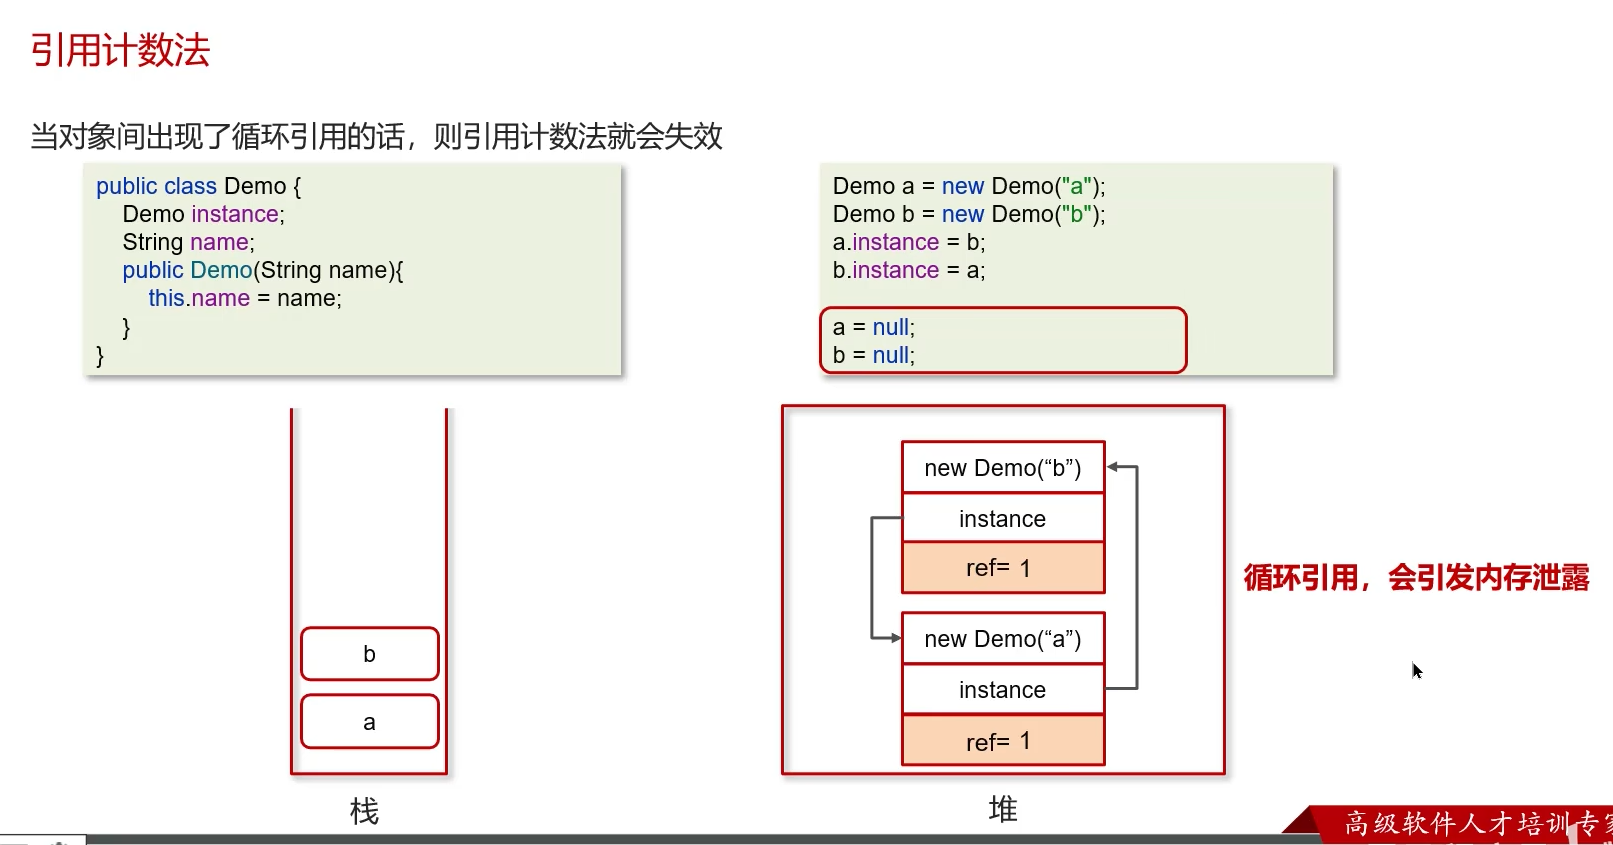 引用计数法
当对象间出现了循环引用的话，则引用计数法就会失效
public class Demo {
Demo instance;
String name;
public Demo(String name){
this.name = name;
}
}
Demo a = new Demo("a");
Demo b = new Demo("b");
a.instance = b;
b.instance = a;
a = null;
b = null;
b
a
栈
new Demo(“b”)
instance
ref= 1
new Demo(“a”)
instance
ref= 1
堆
循环引用，会引发内存泄露
高级软件人才培训专家